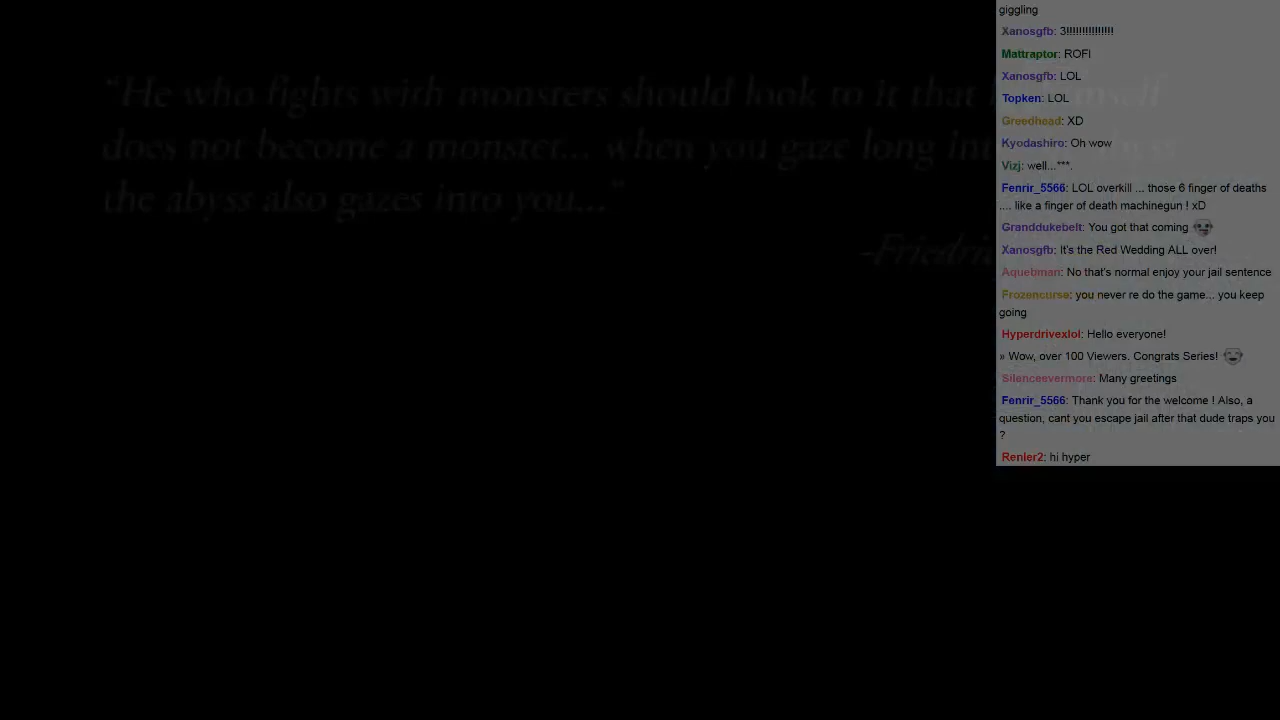 “He who fights with monsters should look to it that
does not become a monster... when you gaze long
the abyss also gazes into you...”
-Friedri
giggling
Xanosgfb: 3!!!!!!!!!!!!!!!
Mattraptor: ROFI
Xanosgfb: LOL
Topken: LOL
Greedhead: XD
Kyodashiro: Oh wow
Vizj: well...***.
Fenrir_5566: LOL overkill ... those 6 finger of deaths
.... like a finger of death machinegun ! xD
Granddukebelt: You got that coming
Xanosgfb: It's the Red Wedding ALL over!
Aquebman: No that's normal enjoy your jail sentence
Frozencurse: you never re do the game... you keep
going
Hyperdrivexlol: Hello everyone!
» Wow, over 100 Viewers. Congrats Series!
Silenceevermore: Many greetings
Fenrir_5566: Thank you for the welcome ! Also, a
question, cant you escape jail after that dude traps you
?
Renler2: hi hyper